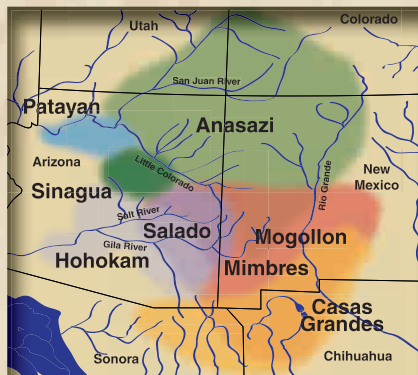 Utah
Colorado
San Juan River
Patayan
Anasazi
Arizona
Little Colorado
New
Mexico
Sinagua
Rio Grande
Salt River
Salado
Gila River
Mogollon
Hohokam
Mimbres
Casas
Grandes
Sonora
Chihuahua